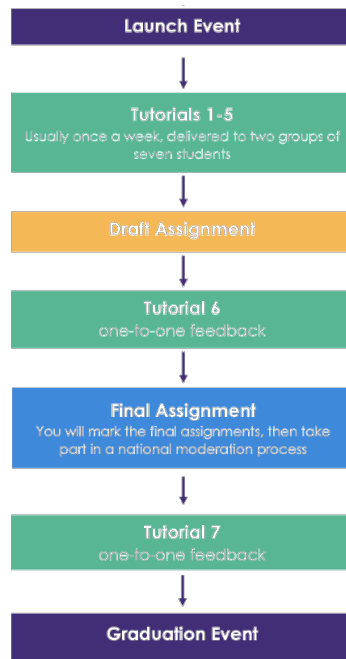 Launch Event
Tutorials 1-5
Usually once a week, delivered to two groups of
seven students
Draft Assignment
Tutorial 6
one-to-one feedback
Final Assignment
You will mark the final assignments, then take
part in a national moderation process
Tutorial 7
one-to-one feedback
Graduation Event